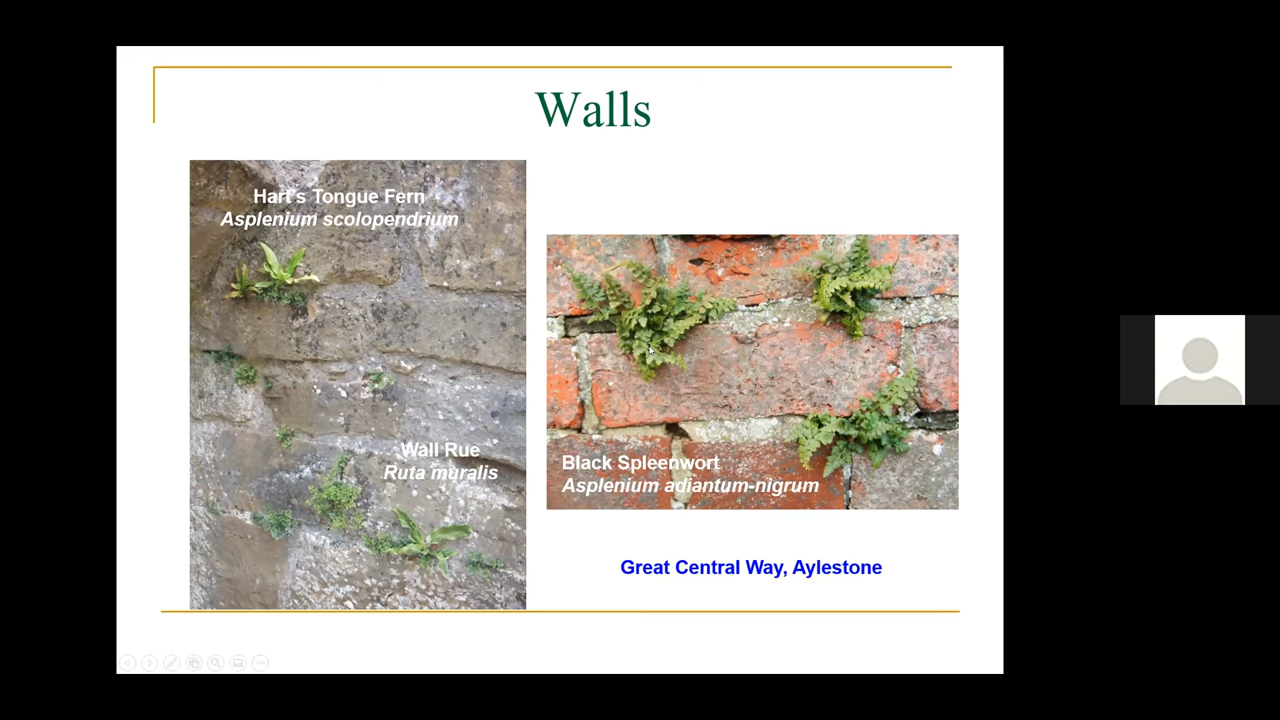 Walls
Hart's Tongue Fern
Asplenium scolopendrium
Wall Rue
Ruta muralis
Black Spleenwort
Asplenium adiantum-nigrum
Great Central Way, Aylestone